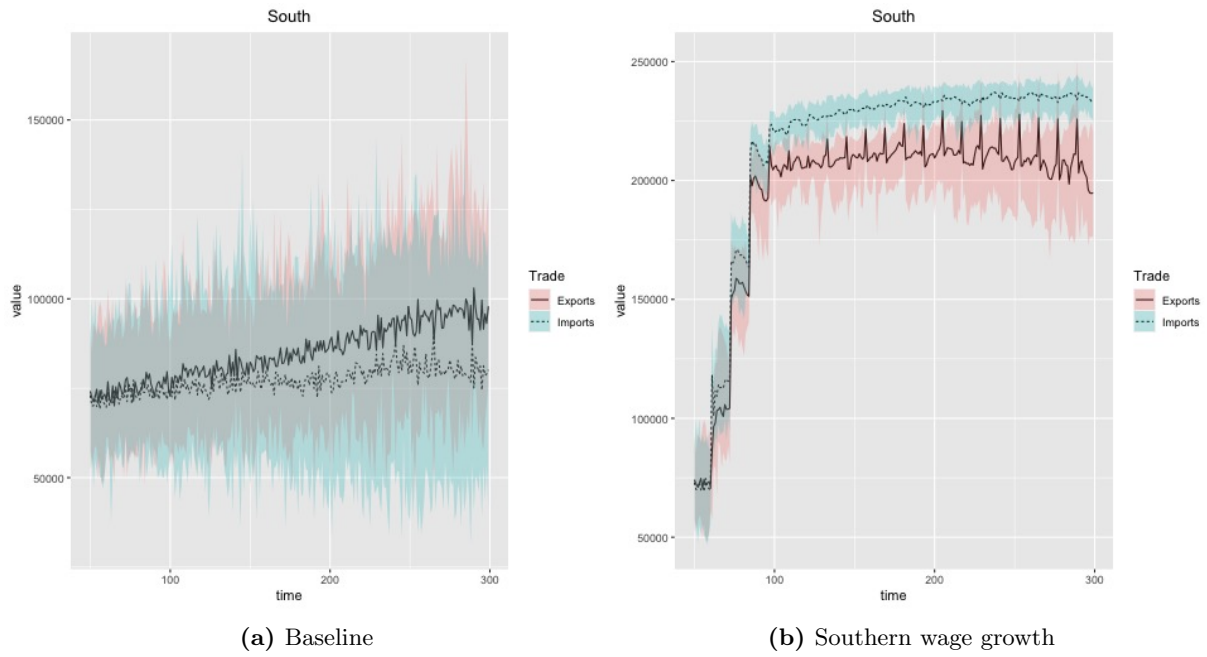 South
150000
100000
50000
value
100
200
300
time
Trade
Exports
Imports
(a) Baseline
South
250000
200000
150000
100000
50000
value
100
200
300
time
Trade
Exports
Imports
(b) Southern wage growth